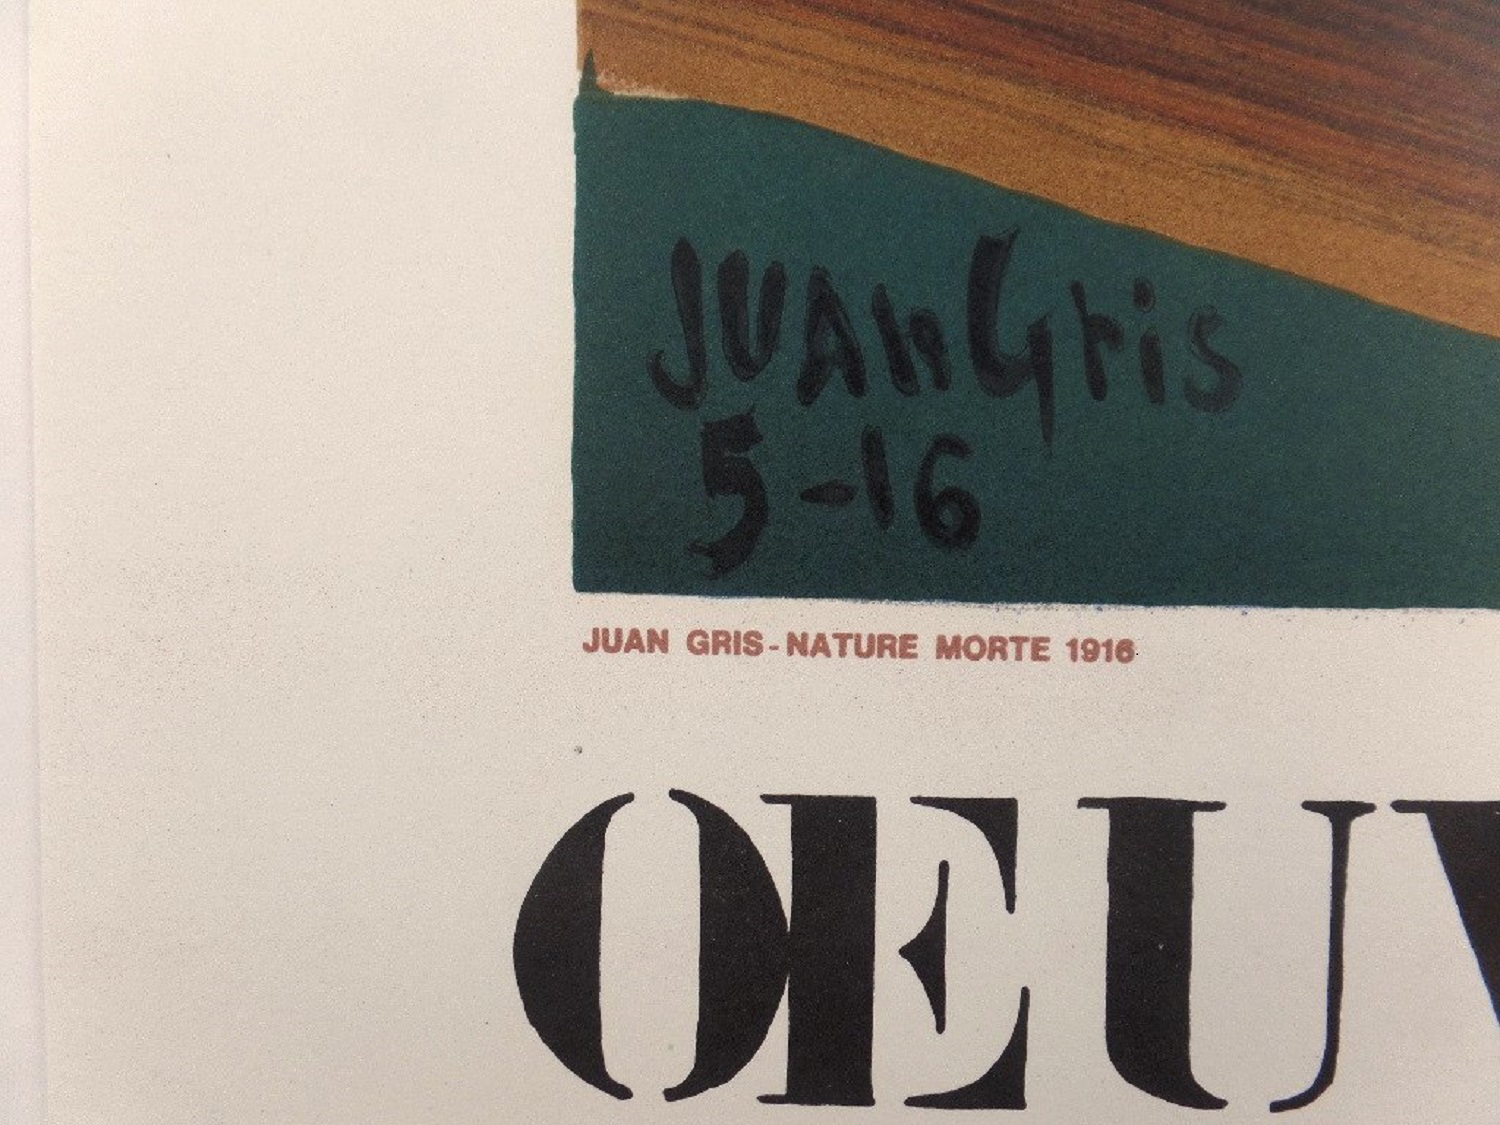 JUAN Gris
5-16
JUAN GRIS - NATURE MORTE 1916
ŒUV